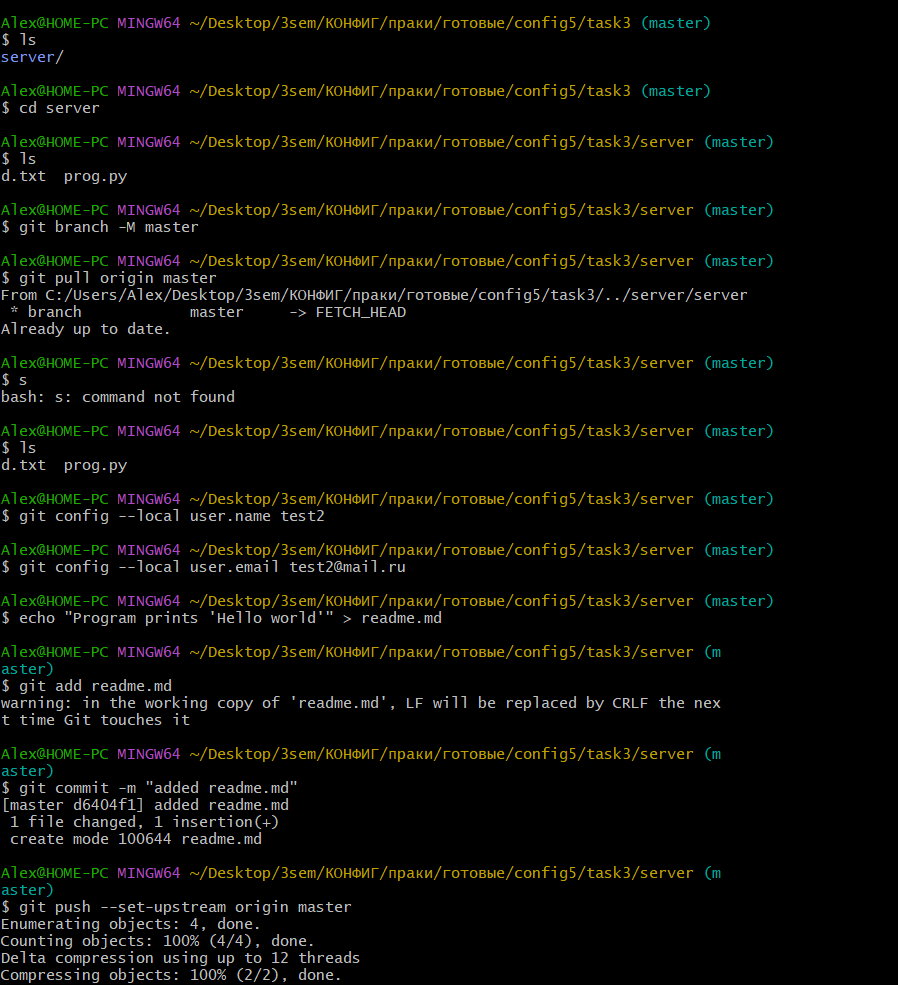 Alex@HOME-PC MINGW64 ~/Desktop/3sem/КОНФИГ/праки/готовые/config5/task3 (master)
$ ls
server/
Alex@HOME-PC MINGW64 ~/Desktop/3sem/КОНФИГ/праки/готовые/config5/task3 (master)
$ cd server
Alex@HOME-PC MINGW64 ~/Desktop/3sem/КОНФИГ/праки/готовые/config5/task3/server (master)
$ ls
d.txt  prog.py
Alex@HOME-PC MINGW64 ~/Desktop/3sem/КОНФИГ/праки/готовые/config5/task3/server (master)
$ git branch -M master
Alex@HOME-PC MINGW64 ~/Desktop/3sem/КОНФИГ/праки/готовые/config5/task3/server (master)
$ git pull origin master
From C:/Users/Alex/Desktop/3sem/КОНФИГ/праки/готовые/config5/task3/../server/server
 * branch            master     -> FETCH_HEAD
Already up to date.
Alex@HOME-PC MINGW64 ~/Desktop/3sem/КОНФИГ/праки/готовые/config5/task3/server (master)
$ s
bash: s: command not found
Alex@HOME-PC MINGW64 ~/Desktop/3sem/КОНФИГ/праки/готовые/config5/task3/server (master)
$ ls
d.txt  prog.py
Alex@HOME-PC MINGW64 ~/Desktop/3sem/КОНФИГ/праки/готовые/config5/task3/server (master)
$ git config --local user.name test2
Alex@HOME-PC MINGW64 ~/Desktop/3sem/КОНФИГ/праки/готовые/config5/task3/server (master)
$ git config --local user.email test2@mail.ru
Alex@HOME-PC MINGW64 ~/Desktop/3sem/КОНФИГ/праки/готовые/config5/task3/server (master)
$ echo "Program prints 'Hello world'" > readme.md
Alex@HOME-PC MINGW64 ~/Desktop/3sem/КОНФИГ/праки/готовые/config5/task3/server (m
aster)
$ git add readme.md
warning: in the working copy of 'readme.md', LF will be replaced by CRLF the nex
t time Git touches it
Alex@HOME-PC MINGW64 ~/Desktop/3sem/КОНФИГ/праки/готовые/config5/task3/server (m
aster)
$ git commit -m "added readme.md"
[master d6404f1] added readme.md
 1 file changed, 1 insertion(+)
 create mode 100644 readme.md
Alex@HOME-PC MINGW64 ~/Desktop/3sem/КОНФИГ/праки/готовые/config5/task3/server (m
aster)
$ git push --set-upstream origin master
Enumerating objects: 4, done.
Counting objects: 100% (4/4), done.
Delta compression using up to 12 threads
Compressing objects: 100% (2/2), done.